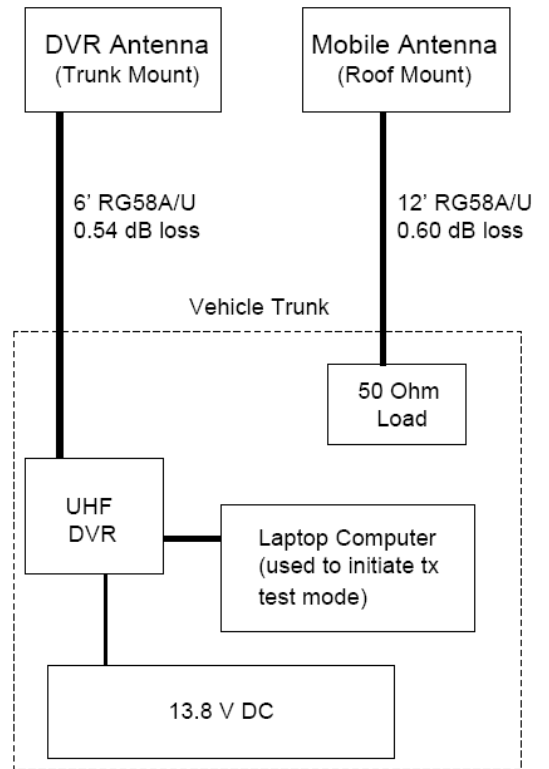 DVR Antenna
(Trunk Mount)
Mobile Antenna
(Roof Mount)
6' RG58A/U
0.54 dB loss
12' RG58A/U
0.60 dB loss
Vehicle Trunk
50 Ohm
Load
UHF
DVR
Laptop Computer
(used to initiate tx
test mode)
13.8 V DC